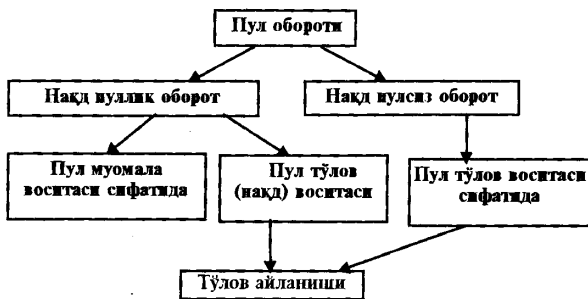 Пул обороти
Нақд пуллик оборот
Нақд пулсиз оборот
Пул муомала
воситаси сифатида
Пул тўлов
(нақд) воситаси
Пул тўлов воситаси
сифатида
Тўлов айланиши